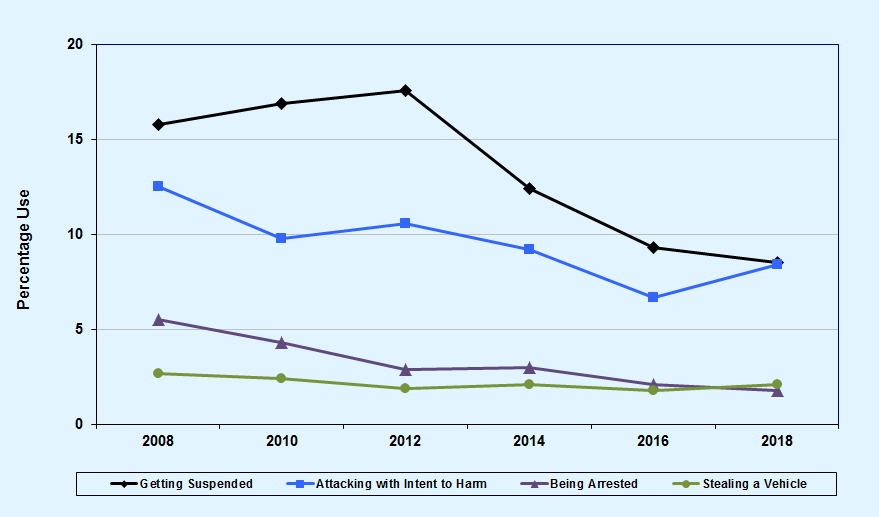 20
15
10
5
0
Percentage Use
2008 2010 2012 2014 2016 2018
Getting Suspended Attacking with Intent to Harm Being Arrested Stealing a Vehicle